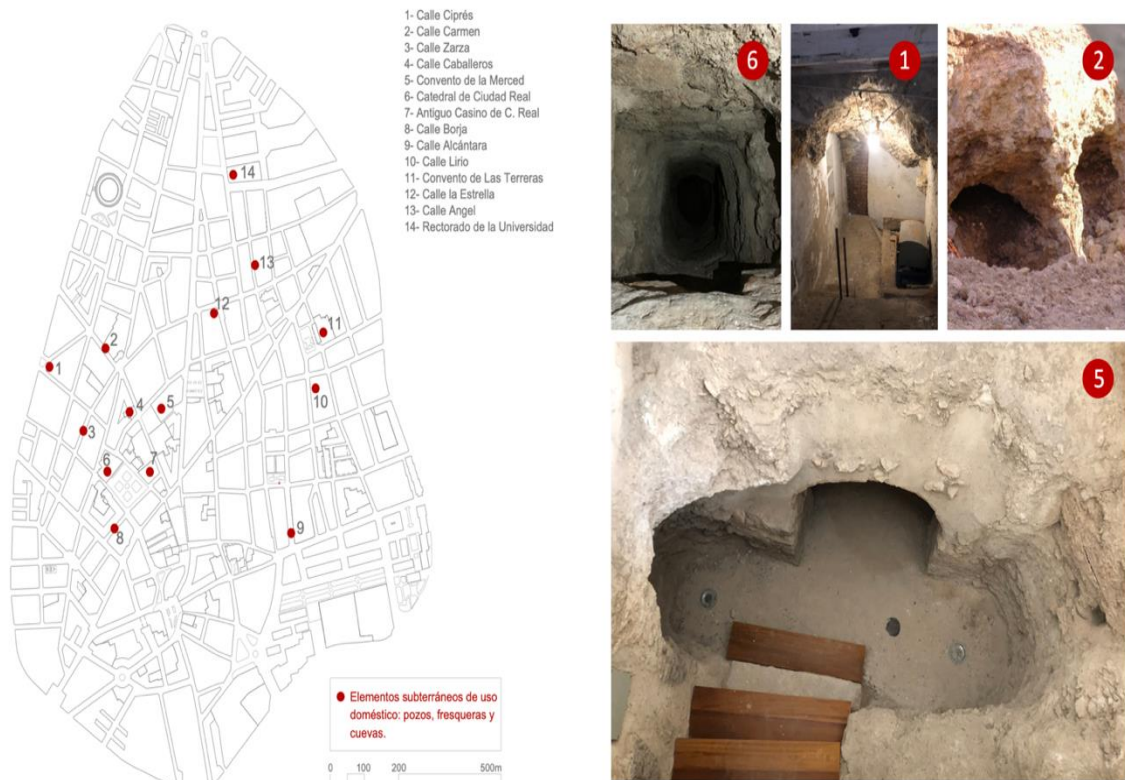 1- Calle Ciprés
2- Calle Carmen
3- Calle Zarza
4- Calle Caballeros
5- Convento de la Merced
6- Catedral de Ciudad Real
7- Antiguo Casino de C. Real
8- Calle Borja
9- Calle Alcántara
10- Calle Lirio
11- Convento de Las Terreras
12- Calle la Estrella
13- Calle Angel
14- Rectorado de la Universidad
14
13
12
11
2
1
10
4
5
3
6
7
9
8
Elementos subterráneos de uso
doméstico: pozos, fresqueras y
cuevas.
0 100 200 500m
6
1
2
5